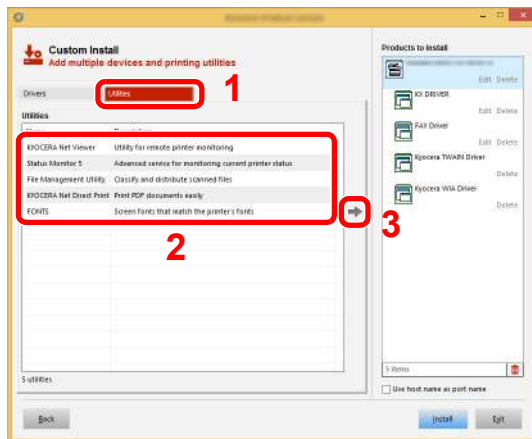 Custom Install
Add multiple devices and printing utilities
Products to Install
Edit Delete
KX DRIVER
Edit Delete
FAX Driver
Edit Delete
Kyocera TWAIN Driver
Delete
Kyocera WIA Driver
Delete
Drivers
Utilities
1
Utilities
KYOCERA Net Viewer Utility for remote printer monitoring
Status Monitor 5 Advanced service for monitoring current printer status
File Management Utility Classify and distribute scanned files
KYOCERA Net Direct Print Print PDF documents easily
FONTS Screen fonts that match the printer's fonts
2
3
5 utilities
5 items
Use host name as port name
Back
Install
Exit